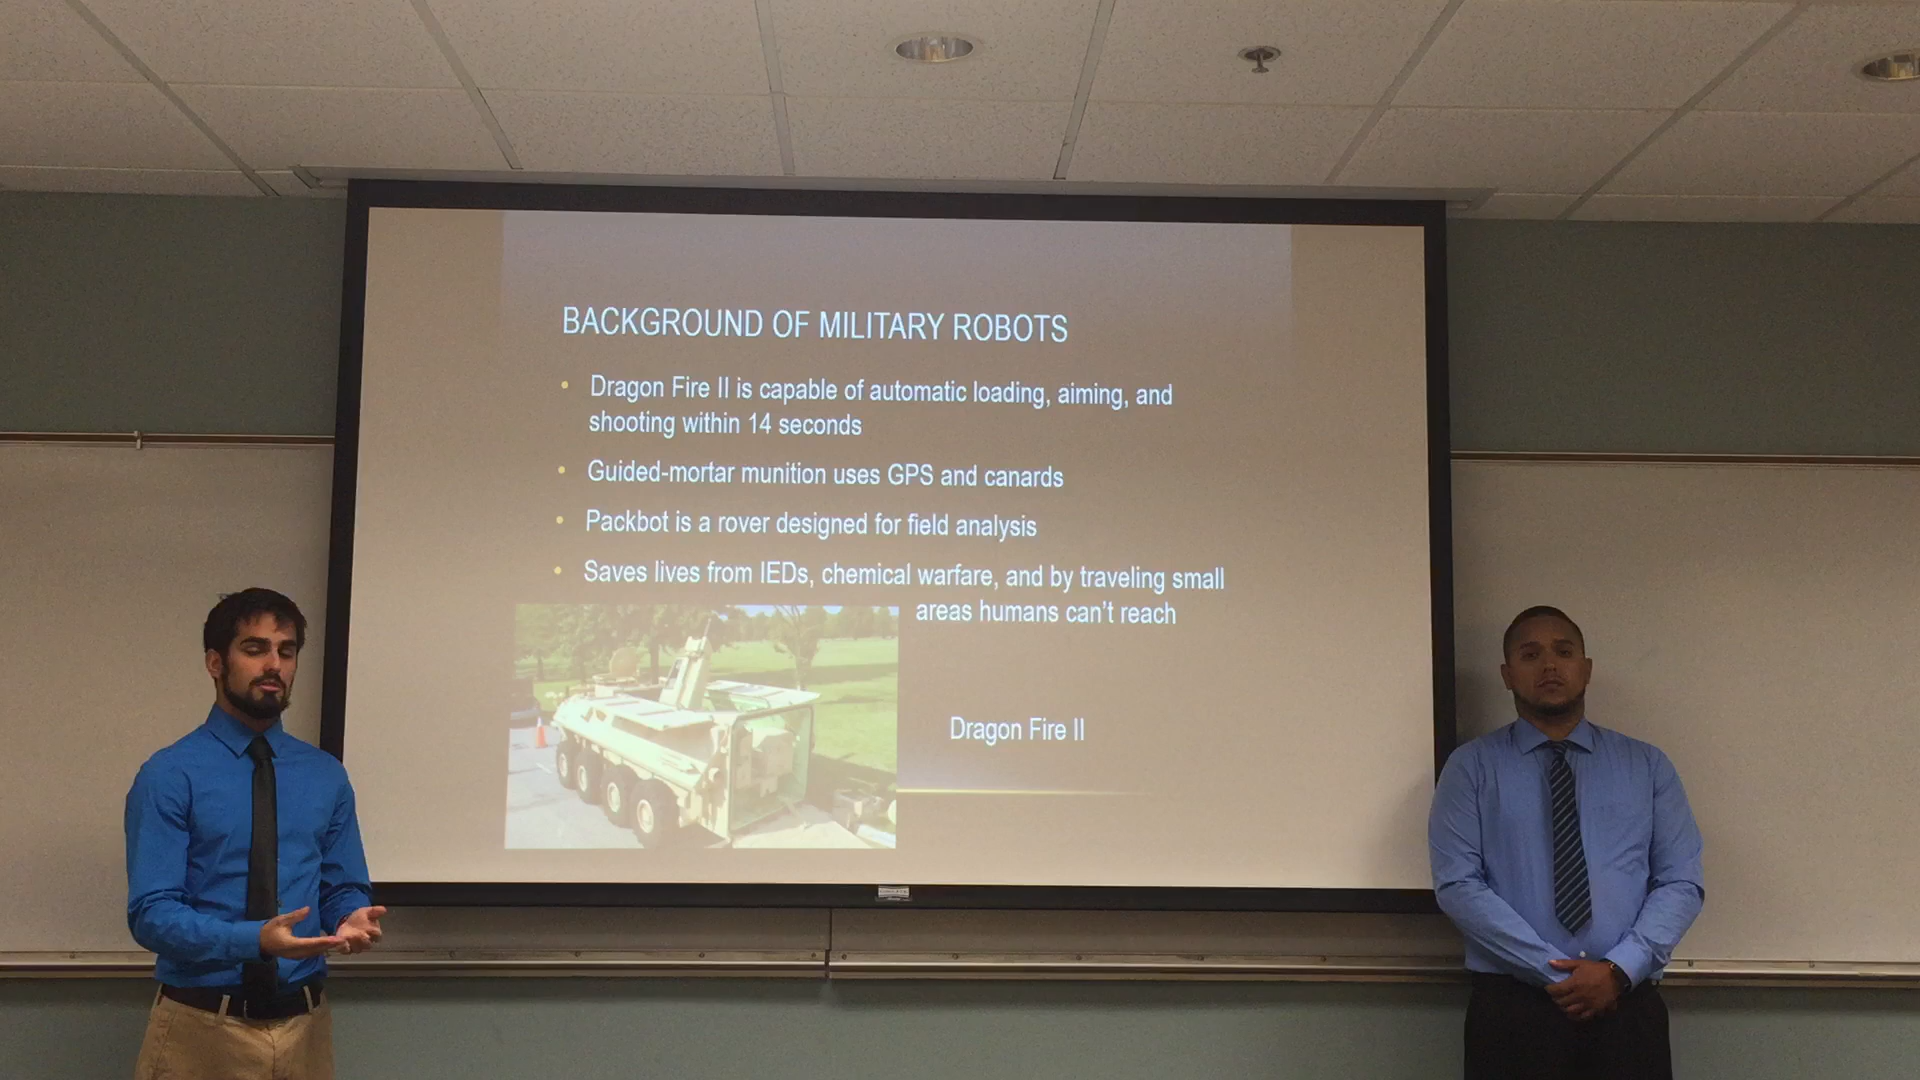 BACKGROUND OF MILITARY ROBOTS
• Dragon Fire II is capable of automatic loading, aiming, and
shooting within 14 seconds
• Guided-mortar munition uses GPS and canards
• Packbot is a rover designed for field analysis
• Saves lives from IEDs, chemical warfare, and by traveling small
areas humans can't reach
Dragon Fire II